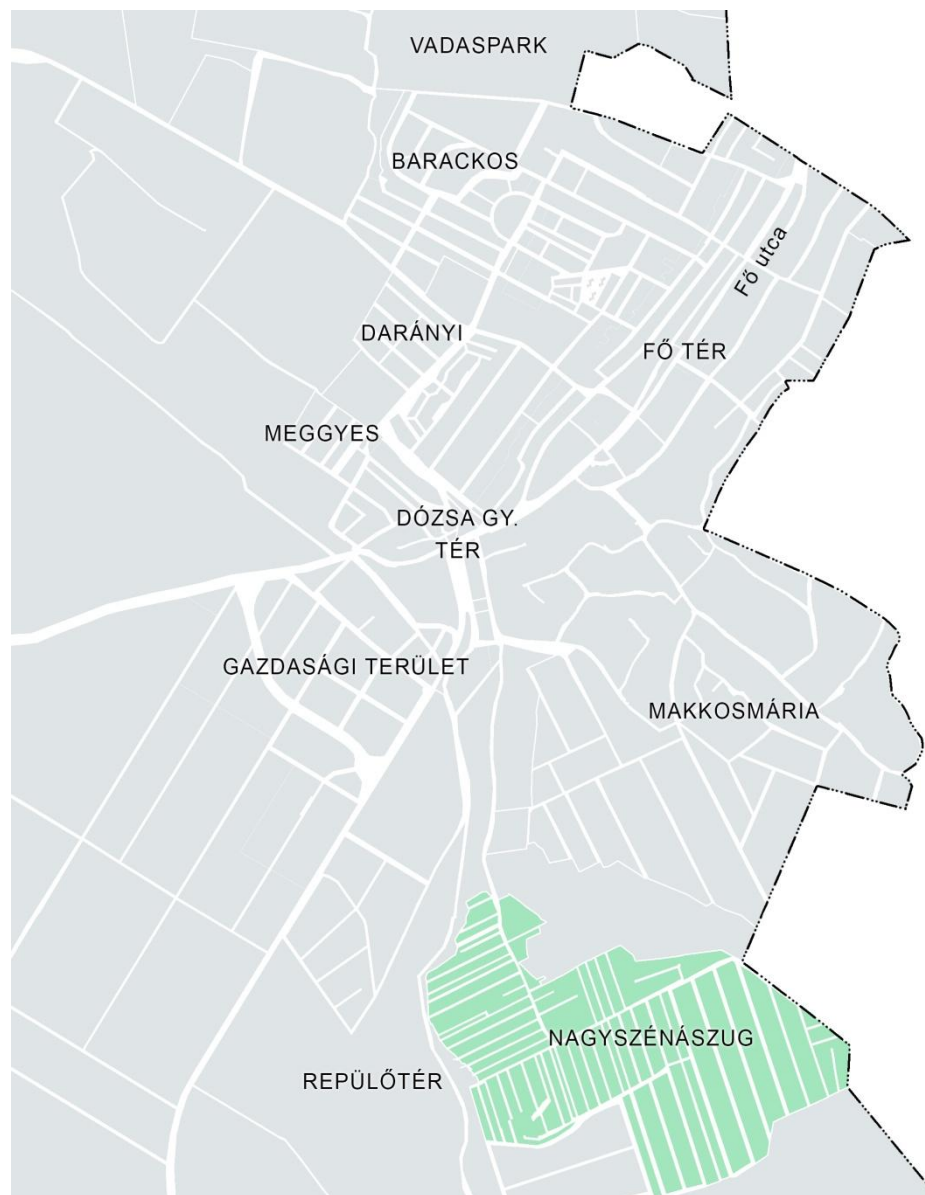 VADASPARK
BARACKOS
Fő utca
DARÁNYI
FŐ TÉR
MEGGYES
DÓZSA GY.
TÉR
GAZDASÁGI TERÜLET
MAKKOSMÁRIA
NAGYSZÉNÁSZUG
REPÜLŐTÉR